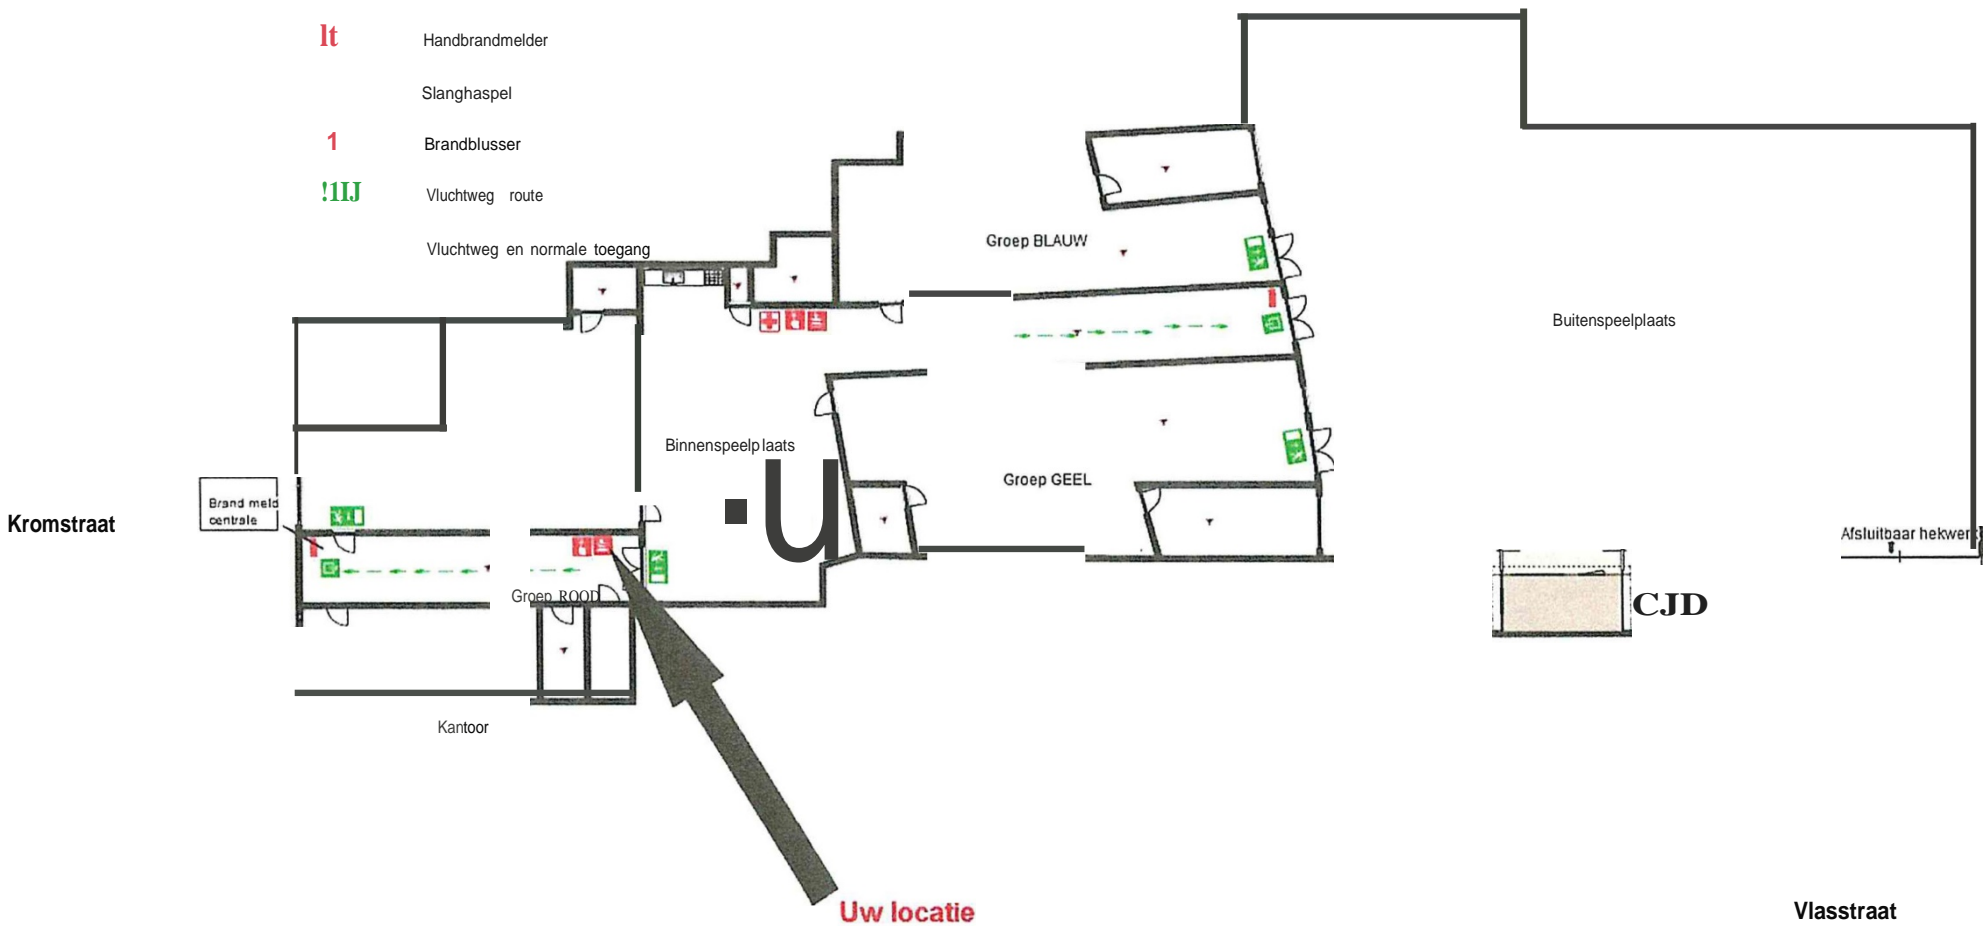 lt Handbrandmelder
Slanghaspel
1 Brandblusser
!1IJ Vluchtweg route
Vluchtweg en normale toegang
Groep BLAUW
Buitenspeelplaats
Binnenspeelplaats
Groep GEEL
Brand meld
centrale
Kromstraat
Afsluitbaar hekwerk
Groep ROOD
CJD
Kantoor
Uw locatie
Vlasstraat